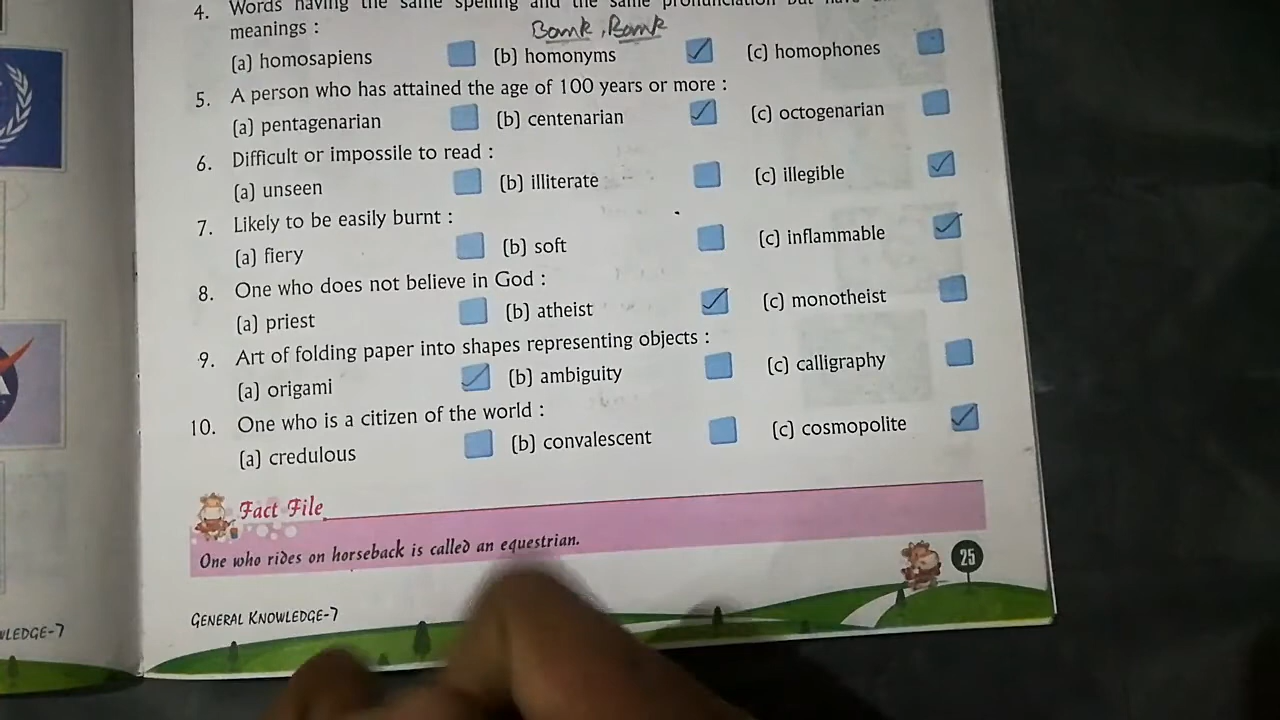 4. Words having the same spelling and the same pronunciation but have
meanings :
Bank, Bank
(a) homosapiens (b) homonyms (c) homophones
5. A person who has attained the age of 100 years or more :
(a) pentagenarian (b) centenarian (c) octogenarian
6. Difficult or impossile to read :
(a) unseen (b) illiterate (c) illegible
7. Likely to be easily burnt :
(a) fiery (b) soft (c) inflammable
8. One who does not believe in God :
(a) priest (b) atheist (c) monotheist
9. Art of folding paper into shapes representing objects :
(a) origami (b) ambiguity (c) calligraphy
10. One who is a citizen of the world :
(a) credulous (b) convalescent (c) cosmopolite
Fact File
One who rides on horseback is called an equestrian.
25
GENERAL KNOWLEDGE-7